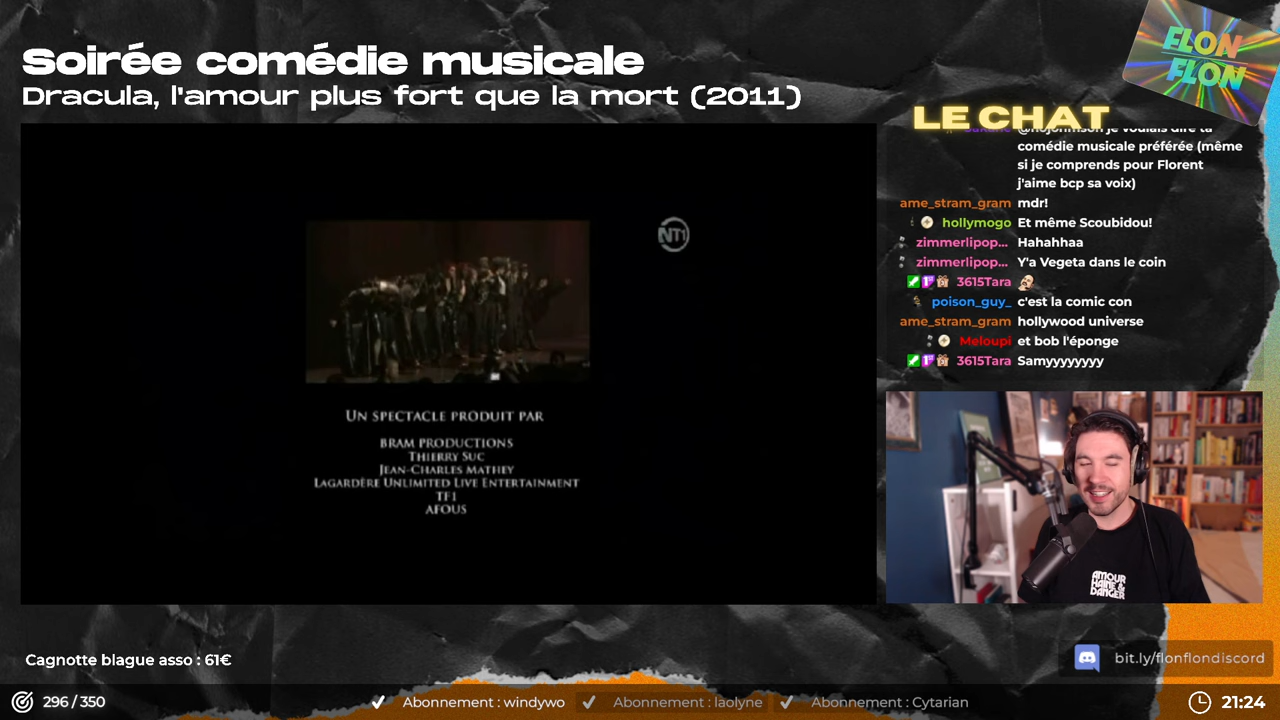 Soirée comédie musicale
Dracula, l'amour plus fort que la mort (2011)
FLON
FLON
LE CHAT
comédie musicale préférée (même
si je comprends pour Florent
j'aime bcp sa voix)
ame_stram_gram mdr!
hollymogo Et même Scoubidou!
zimmerlipop... Hahahhaa
zimmerlipop... Y'a Vegeta dans le coin
3615Tara
poison_guy_ c'est la comic con
ame_stram_gram hollywood universe
Meloupi et bob l'éponge
3615Tara Samyyyyyyy
NT1
Un spectacle produit par
BRAM PRODUCTIONS
Thierry Suc
Jean-Charles Mathey
Lagardère Unlimited Live Entertainment
TF1
AFOUS
AMOUR
HAINE &
DANGER
Cagnotte blague asso : 61€
bit.ly/flonflondiscord
296 / 350
Abonnement : windywo
Abonnement : laolyne
Abonnement : Cytarian
21:24